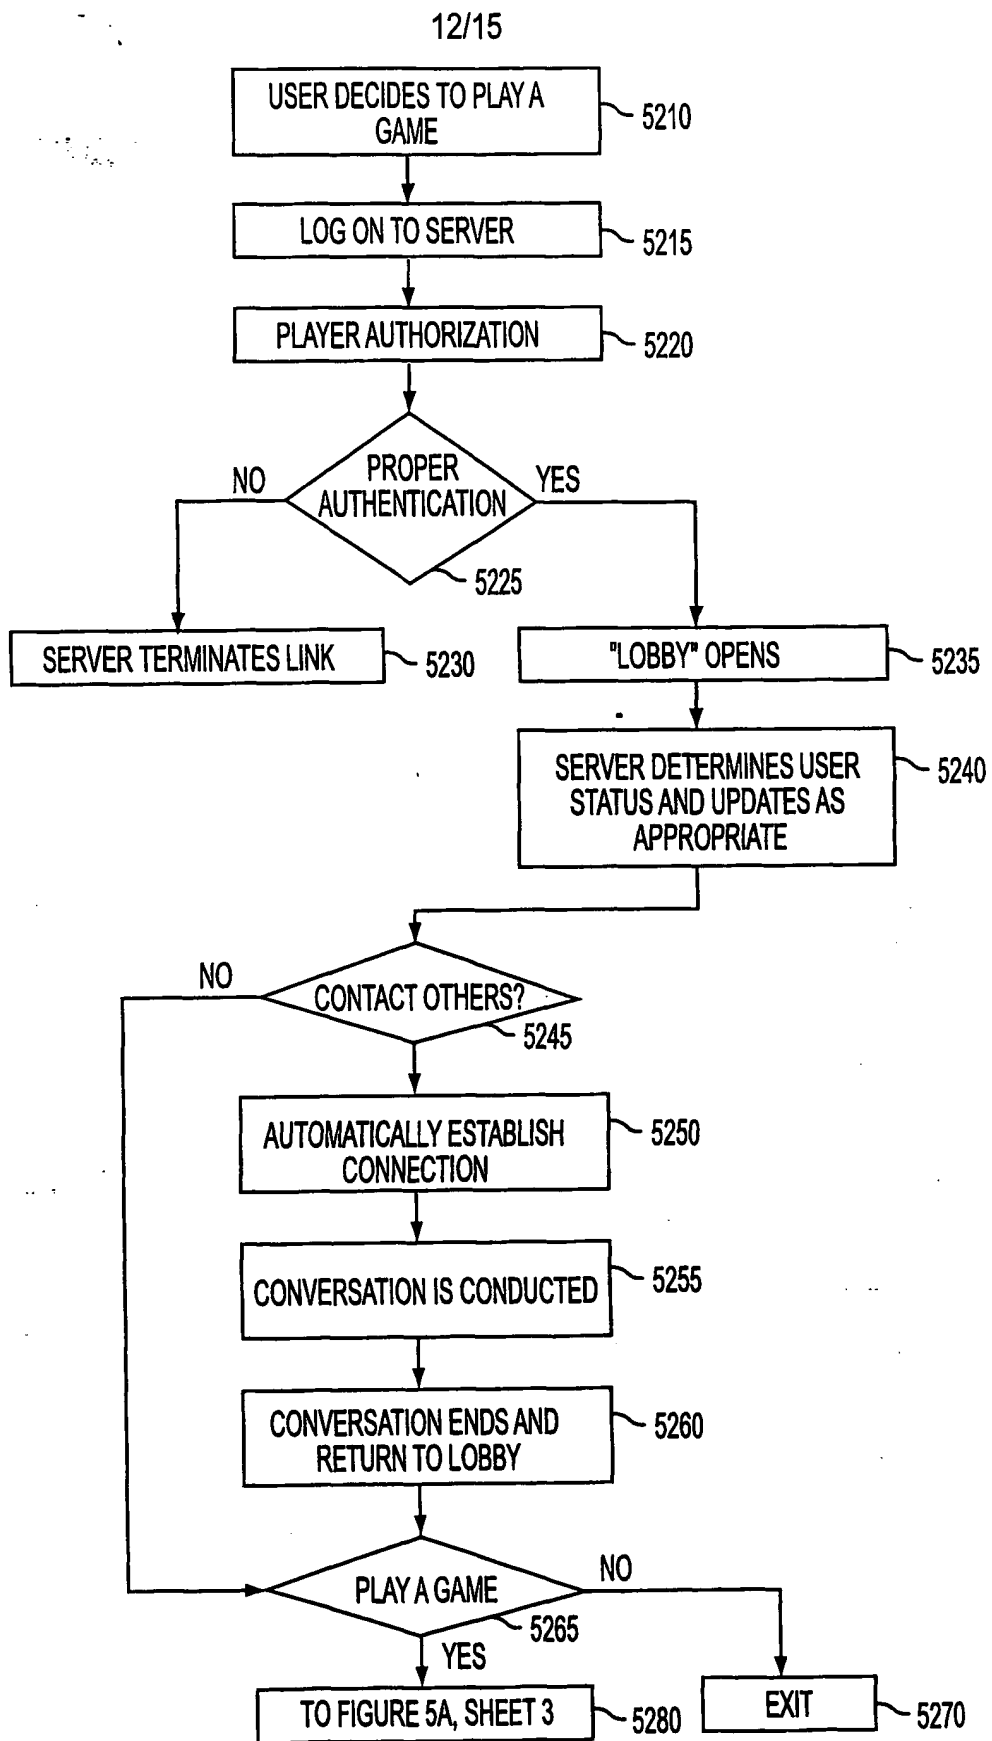 12/15
USER DECIDES TO PLAY A
GAME
5210
LOG ON TO SERVER
5215
PLAYER AUTHORIZATION
5220
NO
PROPER
AUTHENTICATION
YES
5225
SERVER TERMINATES LINK
5230
"LOBBY" OPENS
5235
SERVER DETERMINES USER
STATUS AND UPDATES AS
APPROPRIATE
5240
NO
CONTACT OTHERS?
5245
AUTOMATICALLY ESTABLISH
CONNECTION
5250
CONVERSATION IS CONDUCTED
5255
CONVERSATION ENDS AND
RETURN TO LOBBY
5260
PLAY A GAME
NO
5265
YES
TO FIGURE 5A, SHEET 3
5280
EXIT
5270